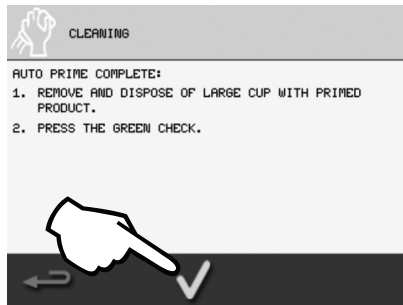 CLEANING
AUTO PRIME COMPLETE:
1. REMOVE AND DISPOSE OF LARGE CUP WITH PRIMED
PRODUCT.
2. PRESS THE GREEN CHECK.